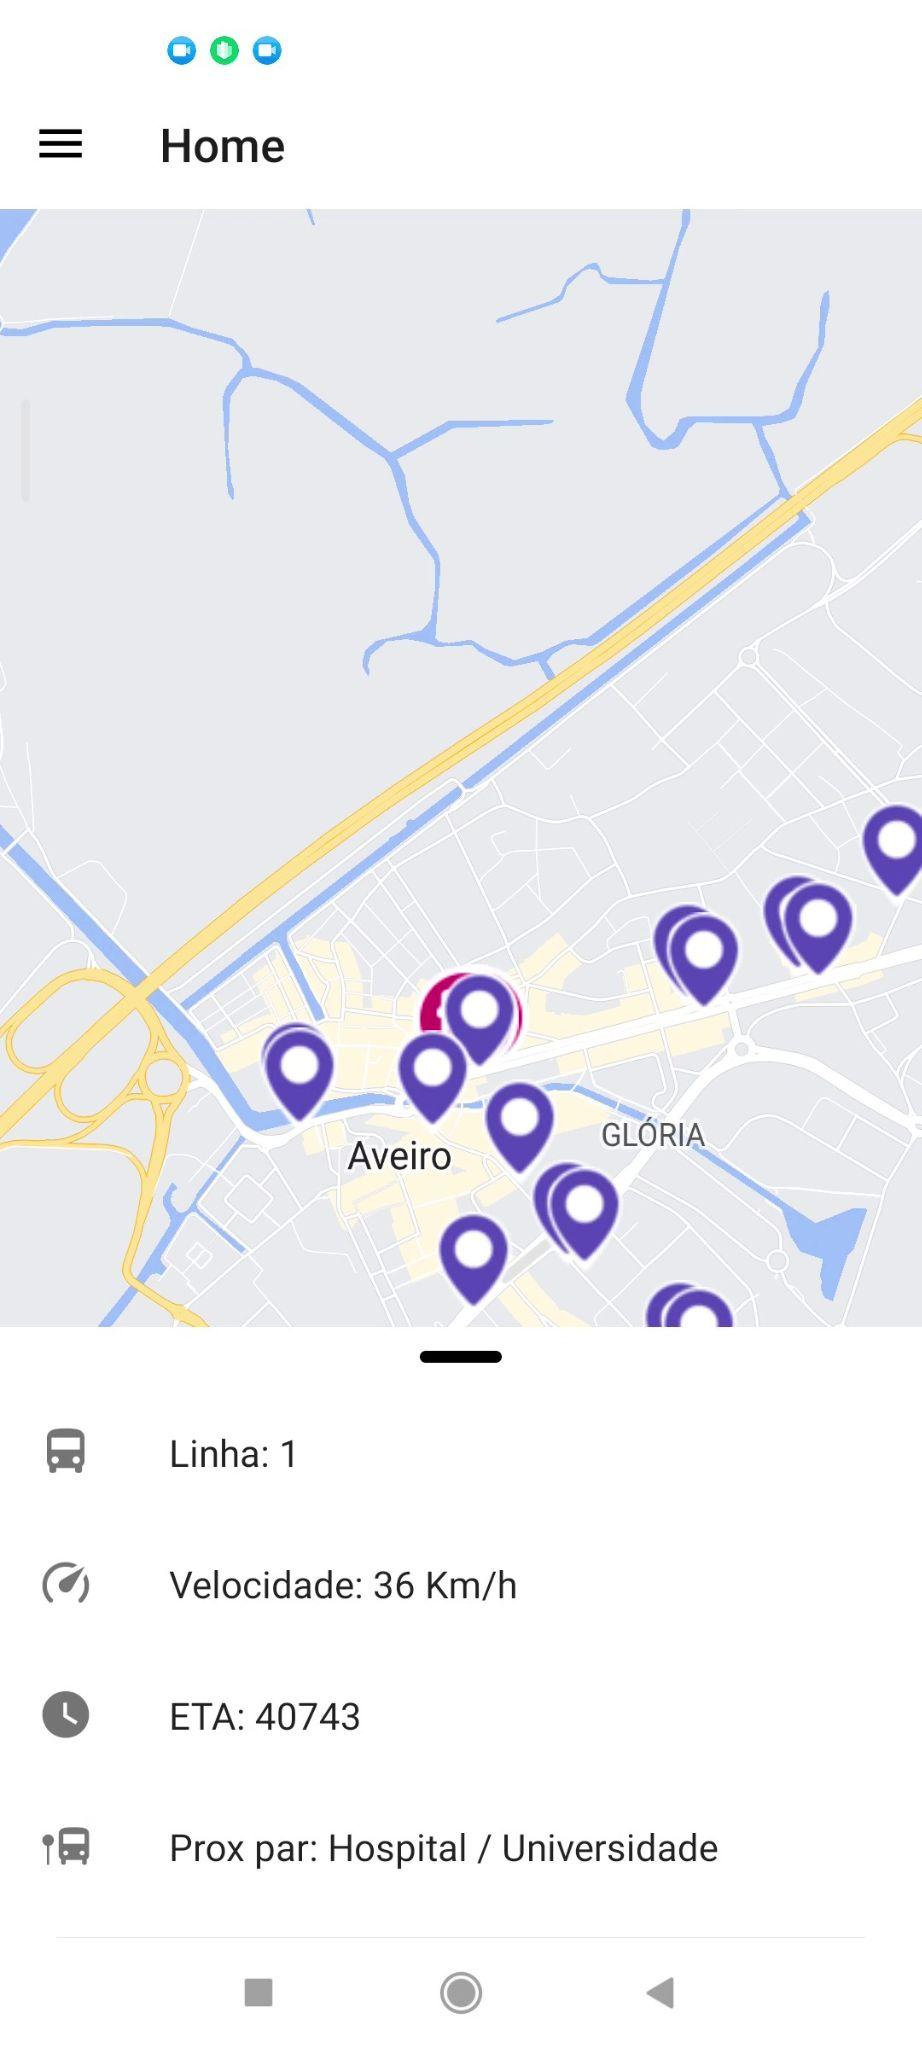 Home
Aveiro
GLÓRIA
Linha: 1
Velocidade: 36 Km/h
ETA: 40743
Prox par: Hospital / Universidade